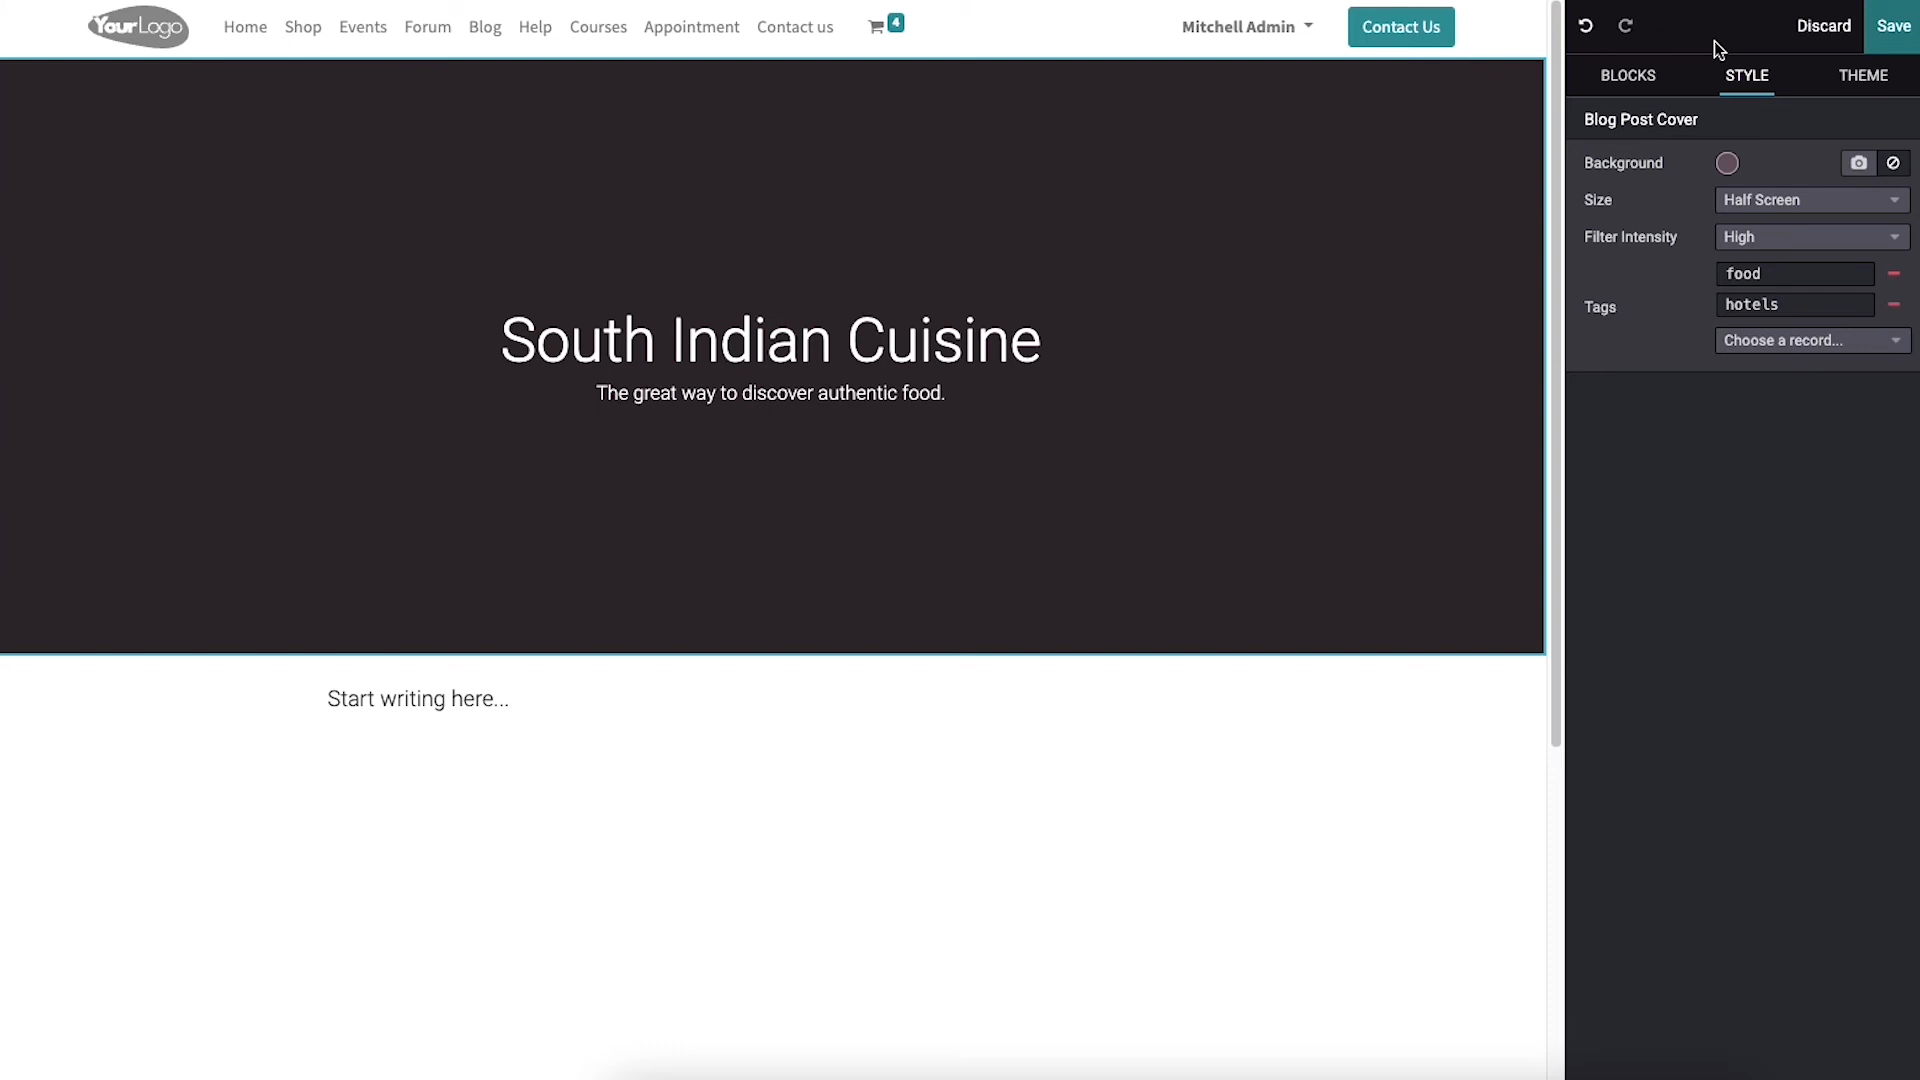 YourLogo Home Shop Events Forum Blog Help Courses Appointment Contact us 4 Mitchell Admin Contact Us
Discard Save
BLOCKS STYLE THEME
Blog Post Cover
Background
Size Half Screen
Filter Intensity High
food
Tags hotels
Choose a record...
South Indian Cuisine
The great way to discover authentic food.
Start writing here...